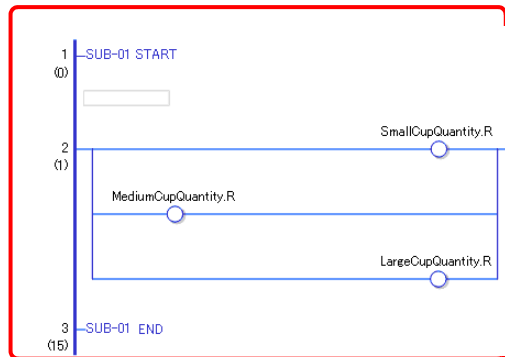 1 SUB-01 START
(0)
SmallCupQuantity.R
2
(1)
MediumCupQuantity.R
LargeCupQuantity.R
3 SUB-01 END
(15)